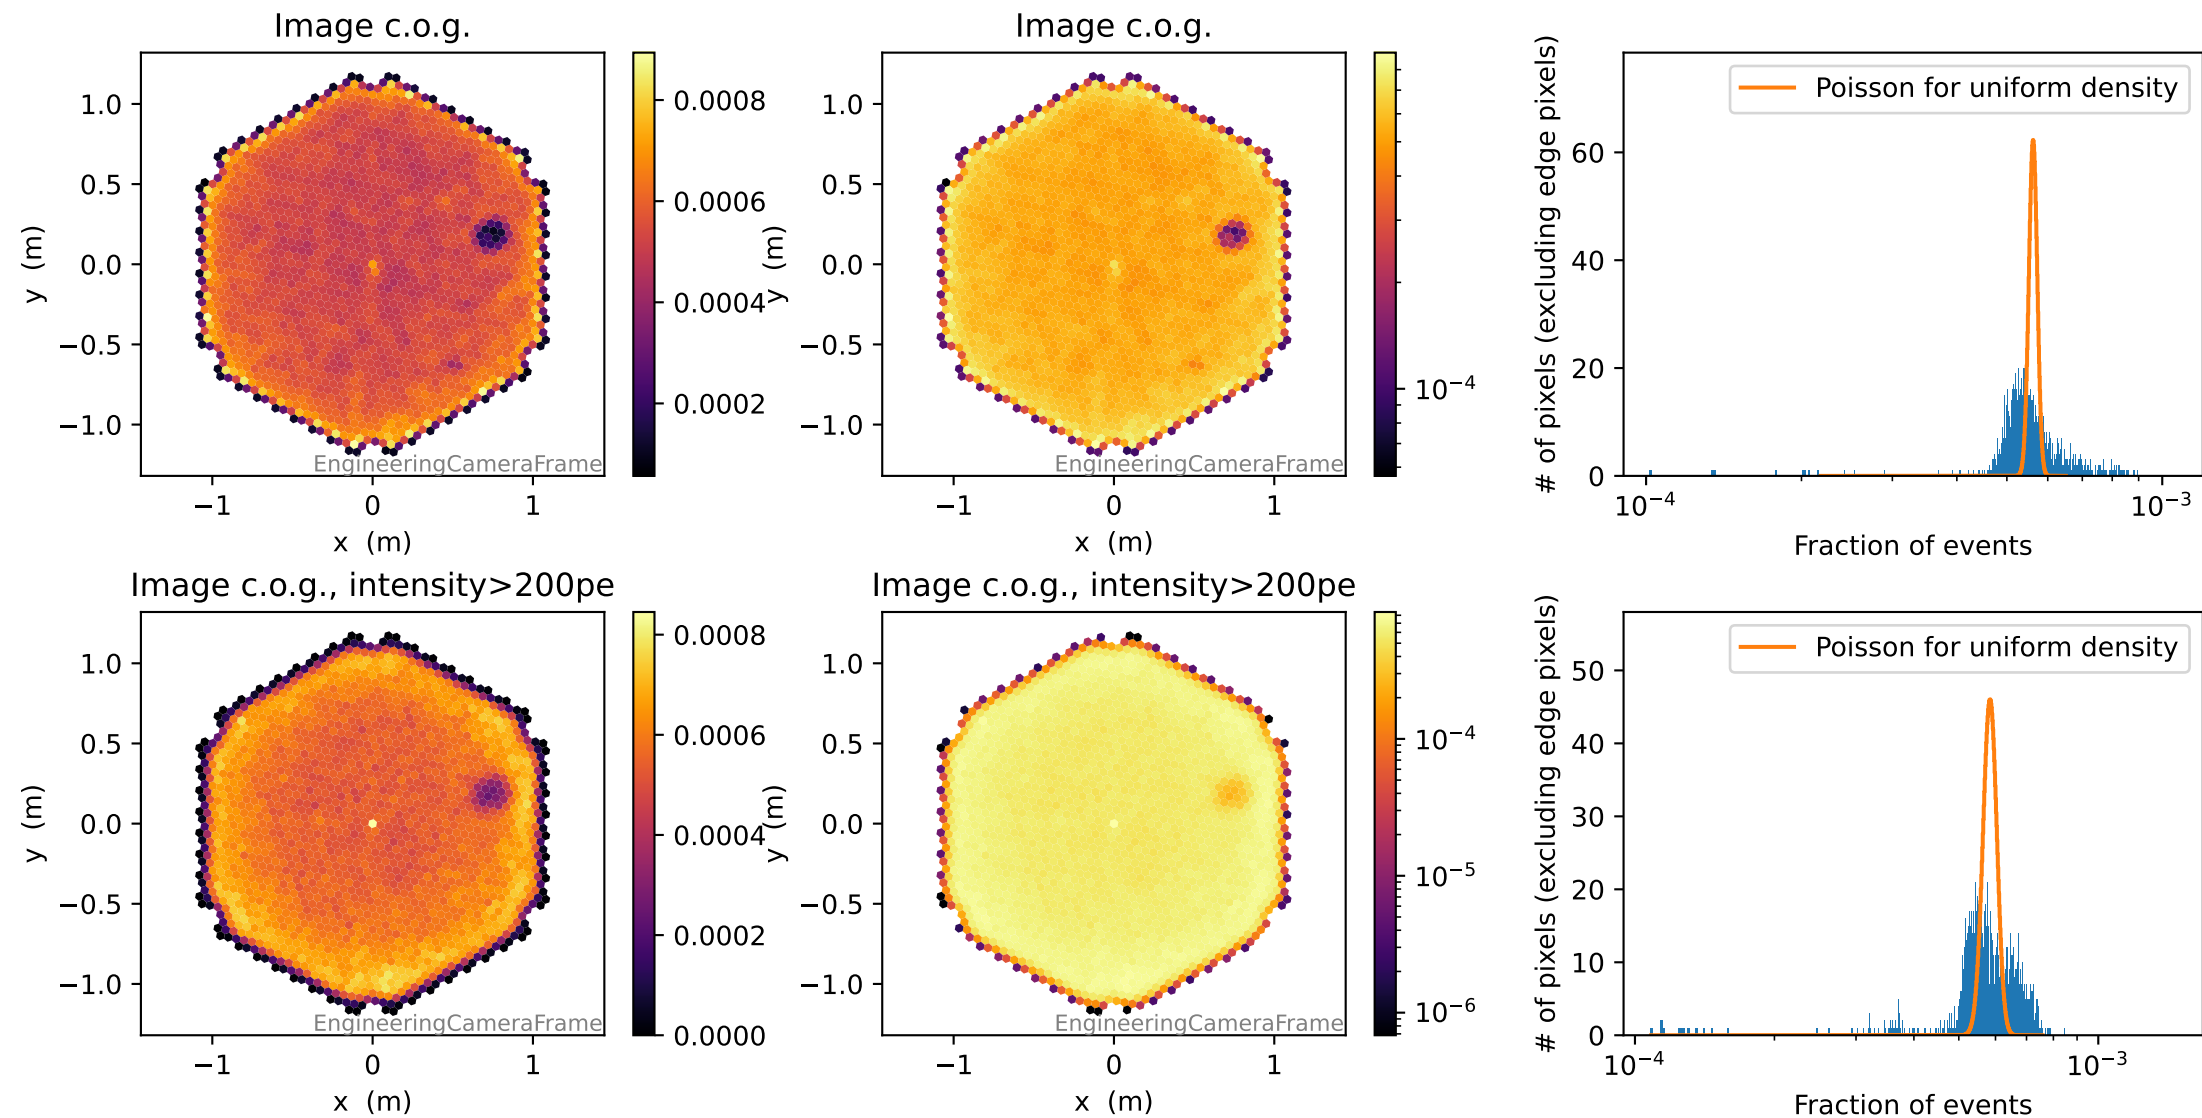 Image c.o.g.
1.0
0.5
0.0
−0.5
−1.0
y (m)
−1
0
1
x (m)
EngineeringCameraFrame
0.0008
0.0006
0.0004
0.0002
Image c.o.g.
1.0
0.5
0.0
−0.5
−1.0
y (m)
−1
0
1
x (m)
EngineeringCameraFrame
10⁻⁴
# of pixels (excluding edge pixels)
60
40
20
0
Poisson for uniform density
10⁻⁴
10⁻³
Fraction of events
Image c.o.g., intensity>200pe
1.0
0.5
0.0
−0.5
−1.0
y (m)
−1
0
1
x (m)
EngineeringCameraFrame
0.0008
0.0006
0.0004
0.0002
0.0000
Image c.o.g., intensity>200pe
1.0
0.5
0.0
−0.5
−1.0
y (m)
−1
0
1
x (m)
EngineeringCameraFrame
10⁻⁴
10⁻⁵
10⁻⁶
# of pixels (excluding edge pixels)
50
40
30
20
10
0
Poisson for uniform density
10⁻⁴
10⁻³
Fraction of events